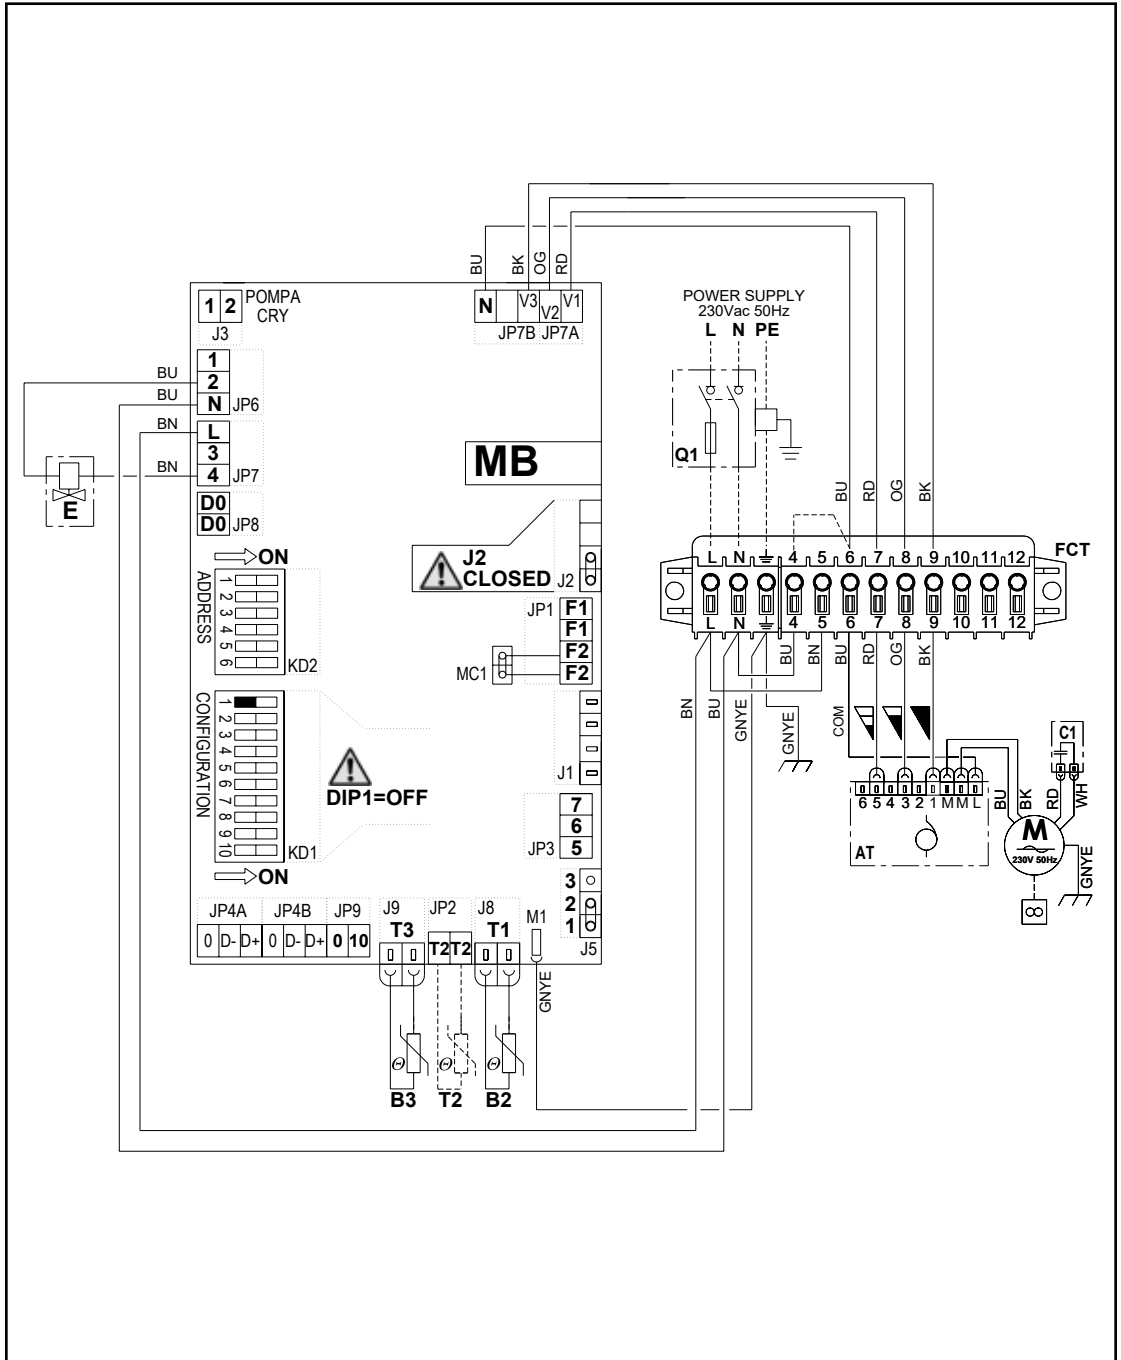 BU BK OG RD
1 2 POMPA
CRY
J3
N V3 V2 V1
JP7B JP7A
POWER SUPPLY
230Vac 50Hz
L N PE
Q1
1
BU 2
BU N JP6
BN L
3
BN 4 JP7
E
D0
D0 JP8
MB
ON
ADDRESS
1
2
3
4
5
6
KD2
J2
CLOSED
J2
JP1 F1
F1
F2
F2
MC1
CONFIGURATION
1
2
3
4
5
6
7
8
9
10
KD1
ON
DIP1=OFF
J1
7
6
JP3 5
3
2
1
J5
JP4A JP4B JP9
0 D- D+ 0 D- D+ 0 10
J9 JP2 J8 M1
T3 T2 T2 T1
GNYE
Θ Θ Θ
B3 T2 B2
BU RD OG BK
L N 4 5 6 7 8 9 10 11 12 FCT
L N 4 5 6 7 8 9 10 11 12
BU BN BU RD OG BK
BN BU GNYE GNYE COM
6 5 4 3 2 1 M M L
AT
C1
BU BK RD WH
M
230V 50Hz
GNYE
8